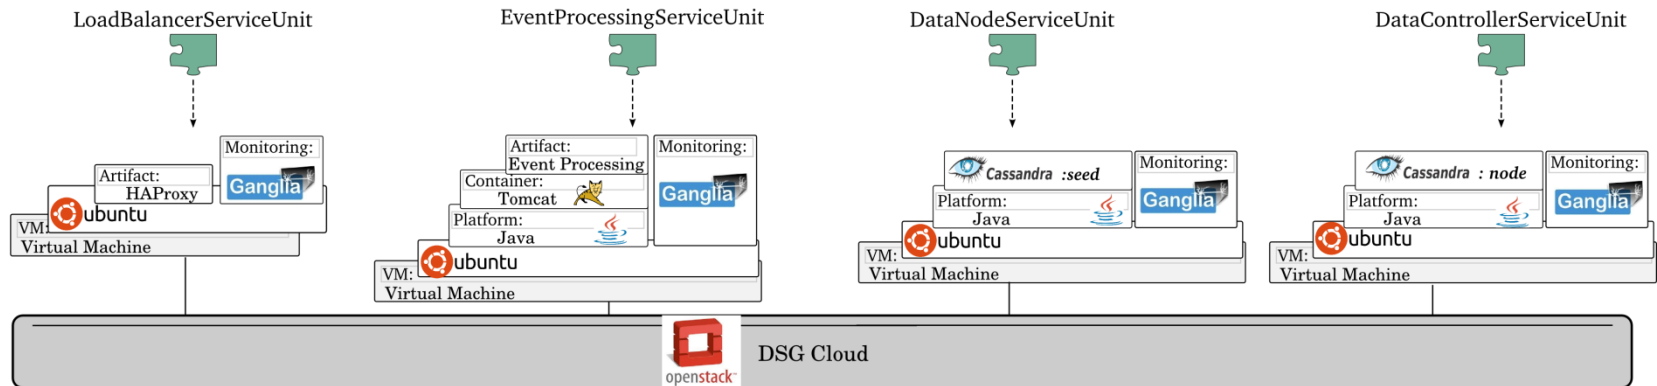 LoadBalancerServiceUnit
EventProcessingServiceUnit
DataNodeServiceUnit
DataControllerServiceUnit
Monitoring:
Ganglia
Artifact:
HAProxy
ubuntu
VM:
Virtual Machine
Artifact:
Event Processing
Monitoring:
Ganglia
Container:
Tomcat
Platform:
Java
ubuntu
VM:
Virtual Machine
Cassandra :seed
Monitoring:
Ganglia
Platform:
Java
ubuntu
VM:
Virtual Machine
Cassandra : node
Monitoring:
Ganglia
Platform:
Java
ubuntu
VM:
Virtual Machine
openstack
DSG Cloud